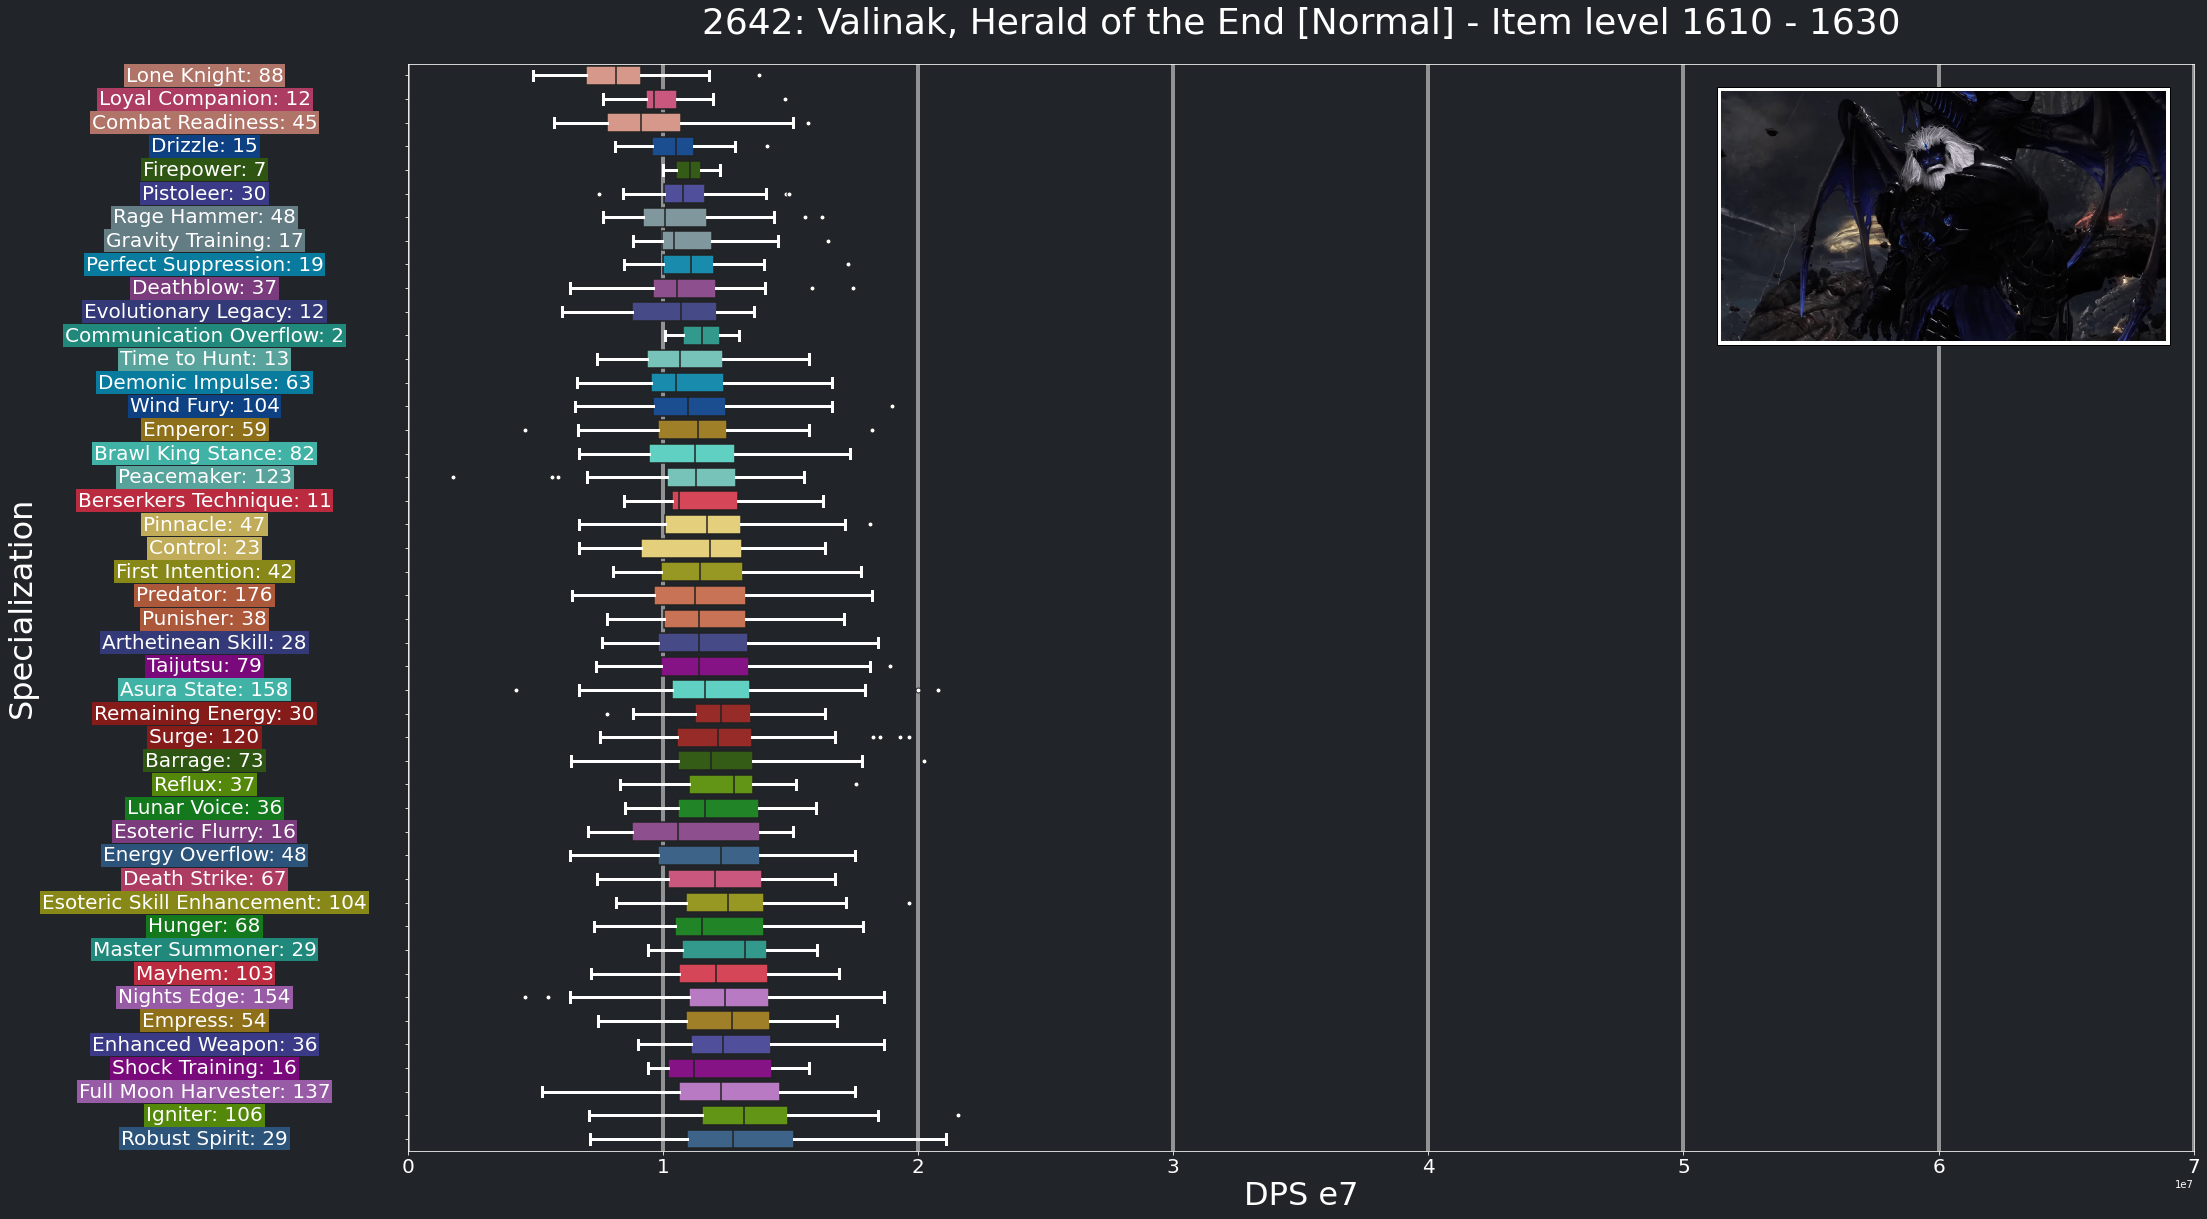 2642: Valinak, Herald of the End [Normal] - Item level 1610 - 1630
Lone Knight: 88
Loyal Companion: 12
Combat Readiness: 45
Drizzle: 15
Firepower: 7
Pistoleer: 30
Rage Hammer: 48
Gravity Training: 17
Perfect Suppression: 19
Deathblow: 37
Evolutionary Legacy: 12
Communication Overflow: 2
Time to Hunt: 13
Demonic Impulse: 63
Wind Fury: 104
Emperor: 59
Brawl King Stance: 82
Peacemaker: 123
Berserkers Technique: 11
Pinnacle: 47
Control: 23
First Intention: 42
Predator: 176
Punisher: 38
Arthetinean Skill: 28
Taijutsu: 79
Asura State: 158
Remaining Energy: 30
Surge: 120
Barrage: 73
Reflux: 37
Lunar Voice: 36
Esoteric Flurry: 16
Energy Overflow: 48
Death Strike: 67
Esoteric Skill Enhancement: 104
Hunger: 68
Master Summoner: 29
Mayhem: 103
Nights Edge: 154
Empress: 54
Enhanced Weapon: 36
Shock Training: 16
Full Moon Harvester: 137
Igniter: 106
Robust Spirit: 29
Specialization
0 1 2 3 4 5 6 7
1e7
DPS e7